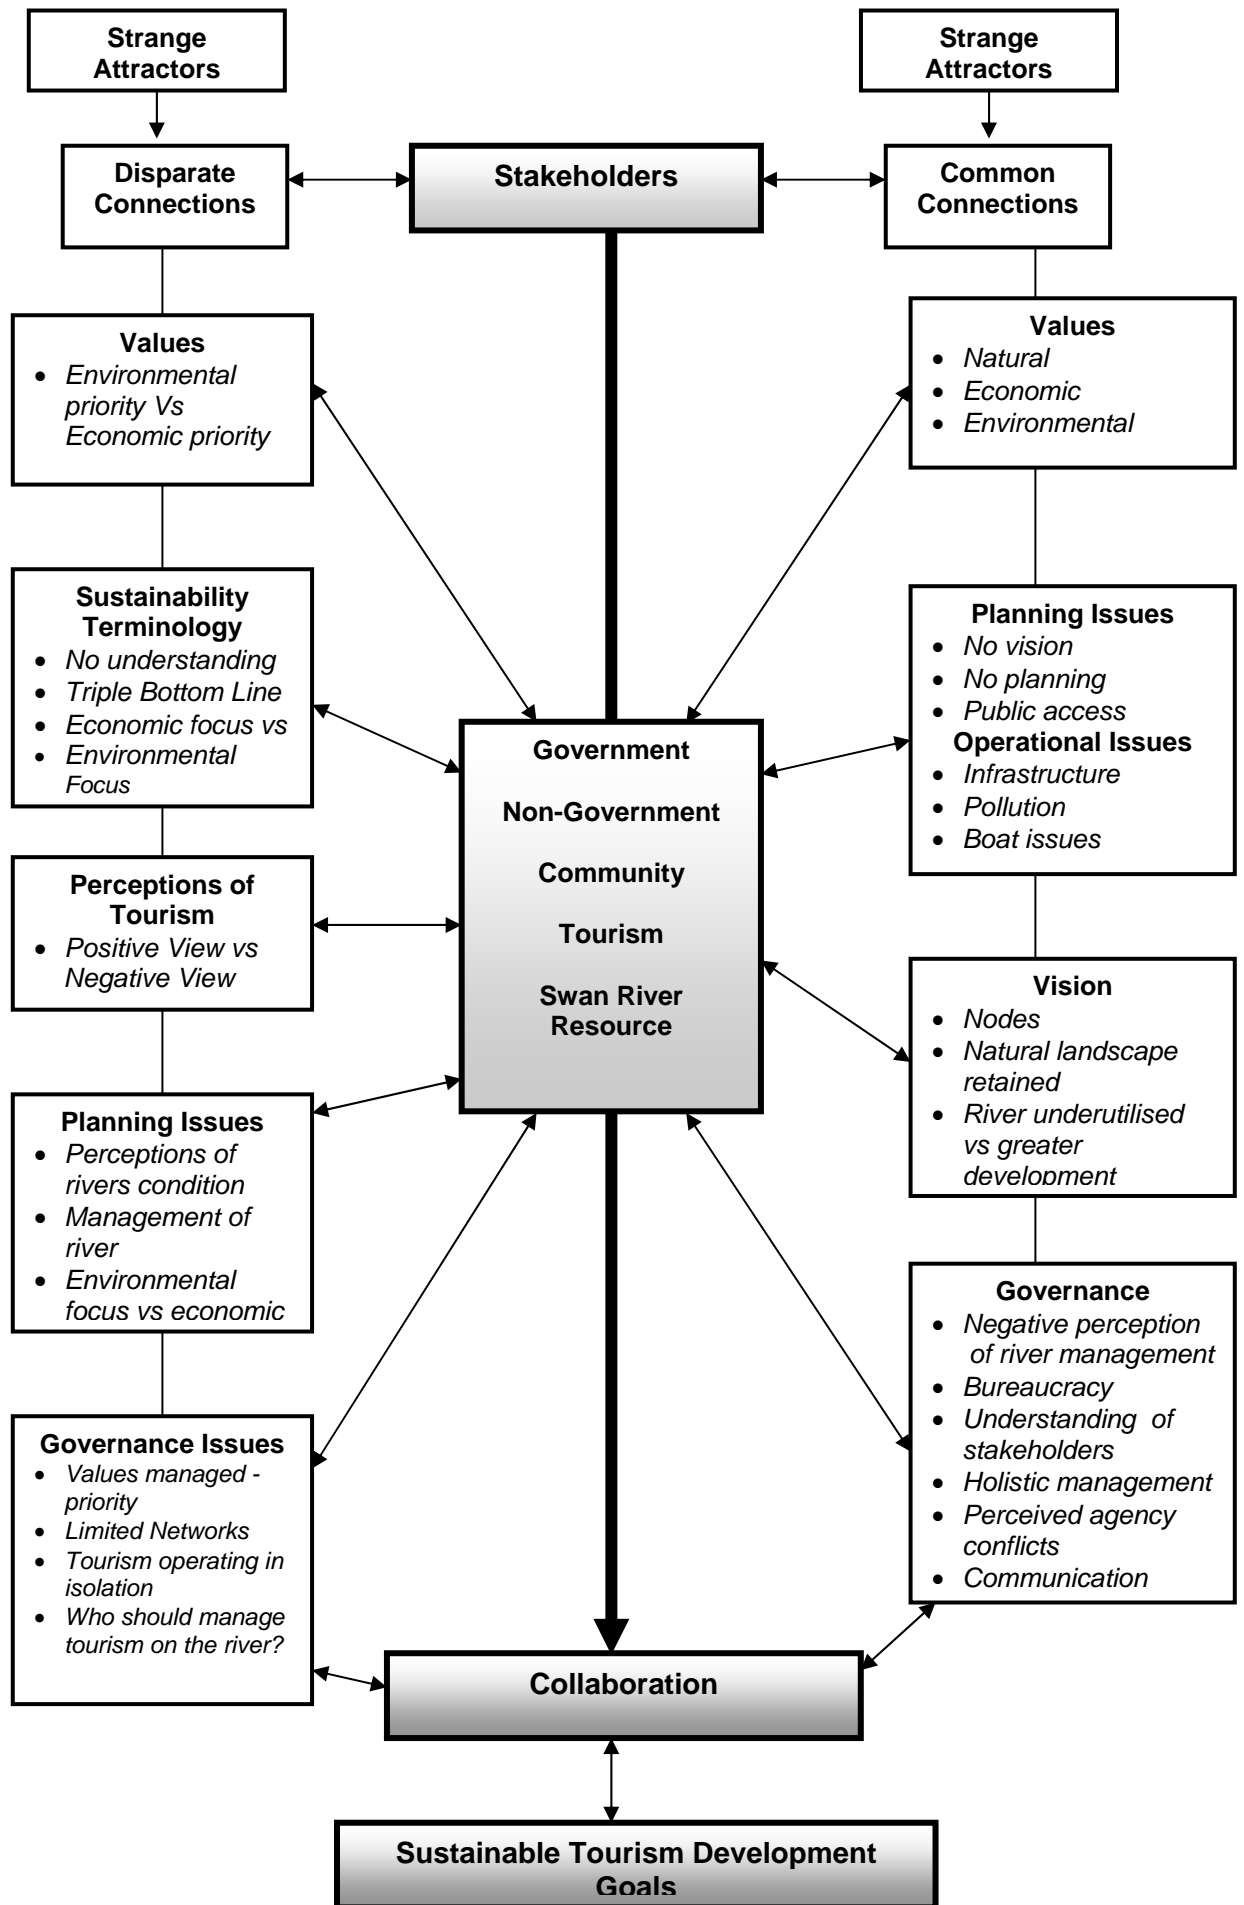 Strange
Attractors
Strange
Attractors
Disparate
Connections
Stakeholders
Common
Connections
Values
• Environmental
priority Vs
Economic priority
Values
• Natural
• Economic
• Environmental
Sustainability
Terminology
• No understanding
• Triple Bottom Line
• Economic focus vs
• Environmental
Focus
Planning Issues
• No vision
• No planning
• Public access
Operational Issues
• Infrastructure
• Pollution
• Boat issues
Government
Non-Government
Community
Tourism
Swan River
Resource
Perceptions of
Tourism
• Positive View vs
Negative View
Vision
• Nodes
• Natural landscape
retained
• River underutilised
vs greater
development
Planning Issues
• Perceptions of
rivers condition
• Management of
river
• Environmental
focus vs economic
Governance
• Negative perception
of river management
• Bureaucracy
• Understanding of
stakeholders
• Holistic management
• Perceived agency
conflicts
• Communication
Governance Issues
• Values managed -
priority
• Limited Networks
• Tourism operating in
isolation
• Who should manage
tourism on the river?
Collaboration
Sustainable Tourism Development
Goals